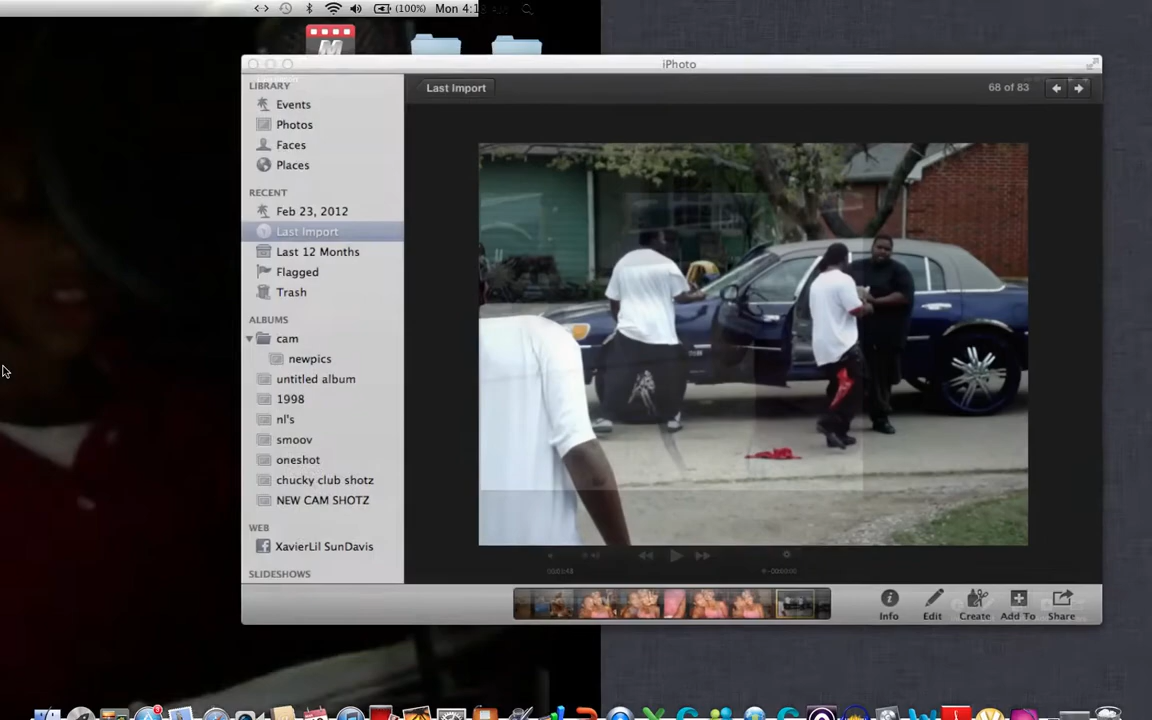 (100%) Mon 4:1
iPhoto
LIBRARY
Last Import
68 of 83
Events
Photos
Faces
Places
RECENT
Feb 23, 2012
Last Import
Last 12 Months
Flagged
Trash
ALBUMS
cam
newpics
untitled album
1998
nl's
smoov
oneshot
chucky club shotz
NEW CAM SHOTZ
WEB
XavierLil SunDavis
SLIDESHOWS
Info
Edit
Create
Add To
Share